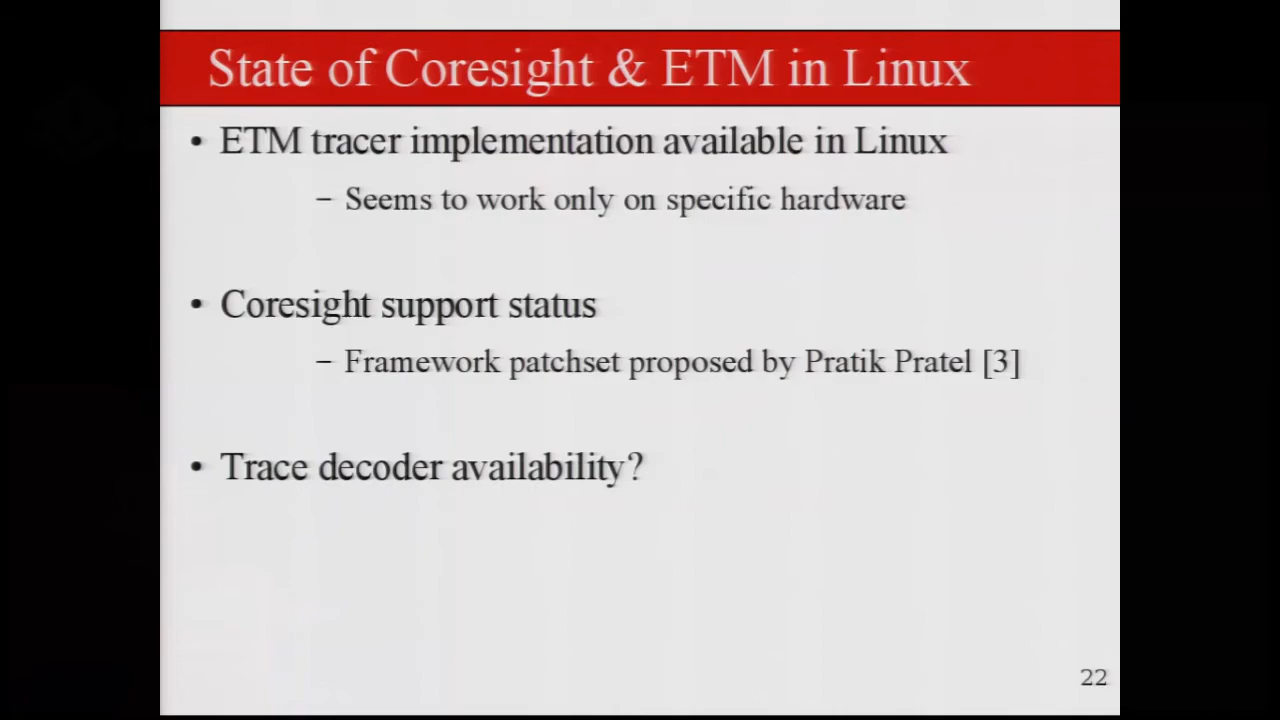 State of Coresight & ETM in Linux
• ETM tracer implementation available in Linux
– Seems to work only on specific hardware
• Coresight support status
– Framework patchset proposed by Pratik Pratel [3]
• Trace decoder availability?
22